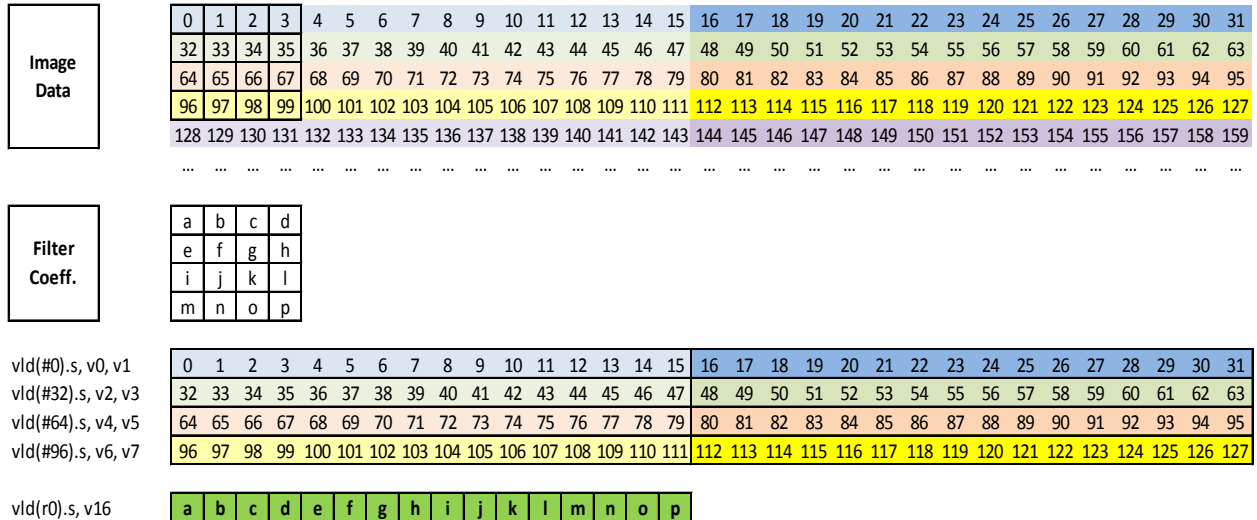 Image Data
0 1 2 3 4 5 6 7 8 9 10 11 12 13 14 15 16 17 18 19 20 21 22 23 24 25 26 27 28 29 30 31
32 33 34 35 36 37 38 39 40 41 42 43 44 45 46 47 48 49 50 51 52 53 54 55 56 57 58 59 60 61 62 63
64 65 66 67 68 69 70 71 72 73 74 75 76 77 78 79 80 81 82 83 84 85 86 87 88 89 90 91 92 93 94 95
96 97 98 99 100 101 102 103 104 105 106 107 108 109 110 111 112 113 114 115 116 117 118 119 120 121 122 123 124 125 126 127
128 129 130 131 132 133 134 135 136 137 138 139 140 141 142 143 144 145 146 147 148 149 150 151 152 153 154 155 156 157 158 159
... ... ... ... ... ... ... ... ... ... ... ... ... ... ... ... ... ... ... ... ... ... ... ... ... ... ... ... ... ... ... ...
Filter Coeff.
a b c d
e f g h
i j k l
m n o p
vld(#0).s, v0, v1 0 1 2 3 4 5 6 7 8 9 10 11 12 13 14 15 16 17 18 19 20 21 22 23 24 25 26 27 28 29 30 31
vld(#32).s, v2, v3 32 33 34 35 36 37 38 39 40 41 42 43 44 45 46 47 48 49 50 51 52 53 54 55 56 57 58 59 60 61 62 63
vld(#64).s, v4, v5 64 65 66 67 68 69 70 71 72 73 74 75 76 77 78 79 80 81 82 83 84 85 86 87 88 89 90 91 92 93 94 95
vld(#96).s, v6, v7 96 97 98 99 100 101 102 103 104 105 106 107 108 109 110 111 112 113 114 115 116 117 118 119 120 121 122 123 124 125 126 127
vld(r0).s, v16 a b c d e f g h i j k l m n o p